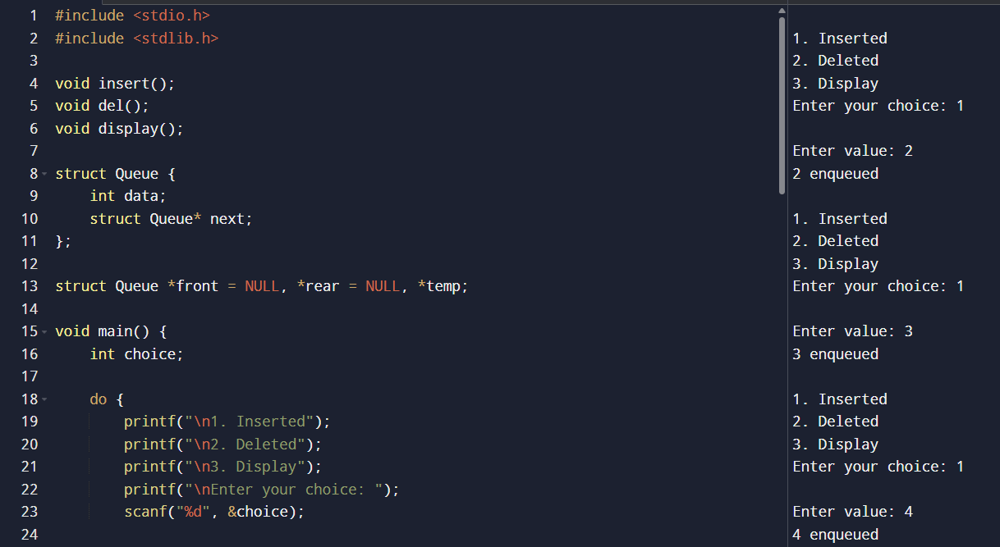 1 #include <stdio.h>
2 #include <stdlib.h>
3
4 void insert();
5 void del();
6 void display();
7
8 struct Queue {
9     int data;
10     struct Queue* next;
11 };
12
13 struct Queue *front = NULL, *rear = NULL, *temp;
14
15 void main() {
16     int choice;
17
18     do {
19         printf("\n1. Inserted");
20         printf("\n2. Deleted");
21         printf("\n3. Display");
22         printf("\nEnter your choice: ");
23         scanf("%d", &choice);
24
1. Inserted
2. Deleted
3. Display
Enter your choice: 1
Enter value: 2
2 enqueued
1. Inserted
2. Deleted
3. Display
Enter your choice: 1
Enter value: 3
3 enqueued
1. Inserted
2. Deleted
3. Display
Enter your choice: 1
Enter value: 4
4 enqueued